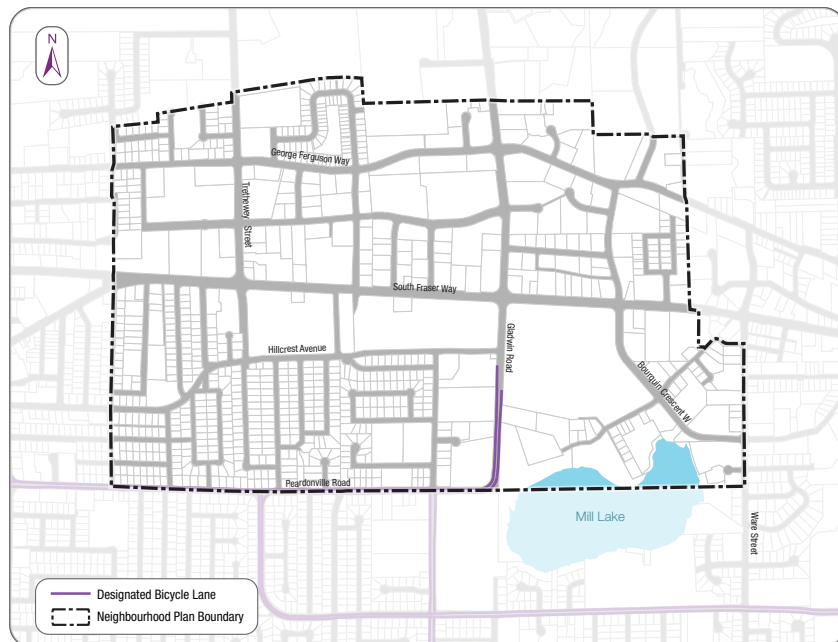 N
George Ferguson Way
Trethewey Street
South Fraser Way
Gladwin Road
Hillcrest Avenue
Bourquin Crescent W
Peardonville Road
Mill Lake
Ware Street
Designated Bicycle Lane
Neighbourhood Plan Boundary